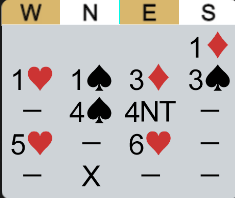 W N E S
1♦
1♥ 1♠ 3♦ 3♠
– 4♠ 4NT –
5♥ – 6♥ –
– X – –